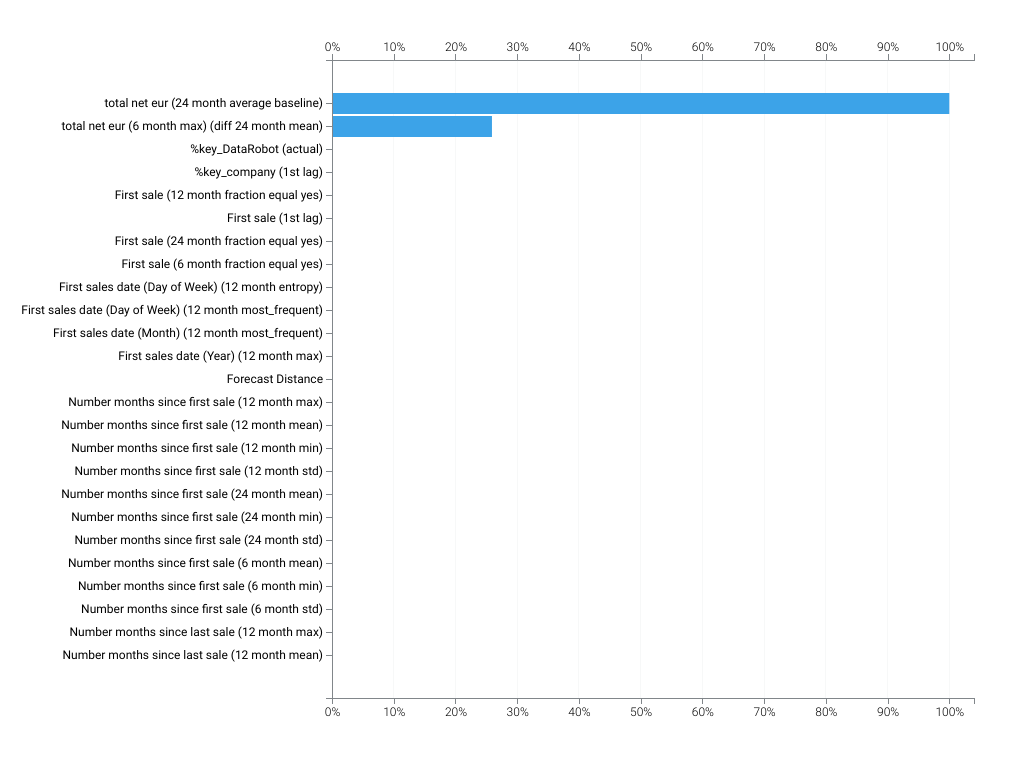 0% 10% 20% 30% 40% 50% 60% 70% 80% 90% 100%
total net eur (24 month average baseline)
total net eur (6 month max) (diff 24 month mean)
%key_DataRobot (actual)
%key_company (1st lag)
First sale (12 month fraction equal yes)
First sale (1st lag)
First sale (24 month fraction equal yes)
First sale (6 month fraction equal yes)
First sales date (Day of Week) (12 month entropy)
First sales date (Day of Week) (12 month most_frequent)
First sales date (Month) (12 month most_frequent)
First sales date (Year) (12 month max)
Forecast Distance
Number months since first sale (12 month max)
Number months since first sale (12 month mean)
Number months since first sale (12 month min)
Number months since first sale (12 month std)
Number months since first sale (24 month mean)
Number months since first sale (24 month min)
Number months since first sale (24 month std)
Number months since first sale (6 month mean)
Number months since first sale (6 month min)
Number months since first sale (6 month std)
Number months since last sale (12 month max)
Number months since last sale (12 month mean)
0% 10% 20% 30% 40% 50% 60% 70% 80% 90% 100%